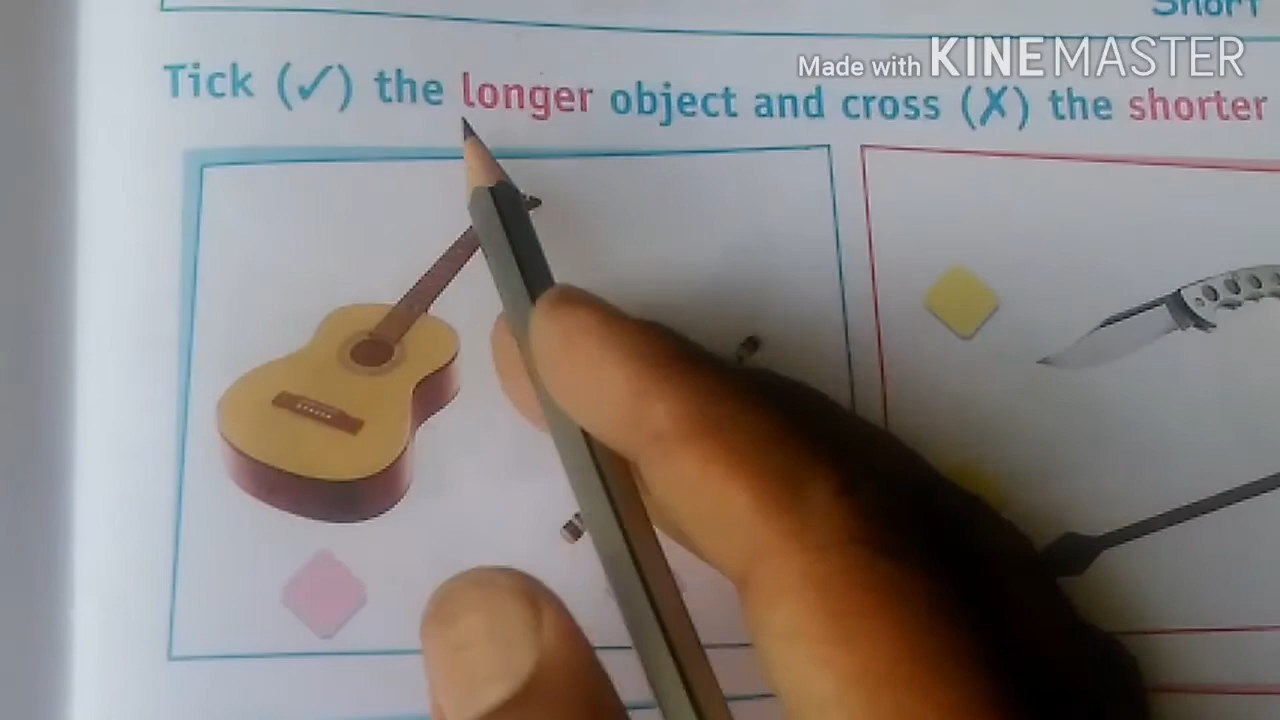 Short
Made with KINEMASTER
Tick (✓) the longer object and cross (✗) the shorter